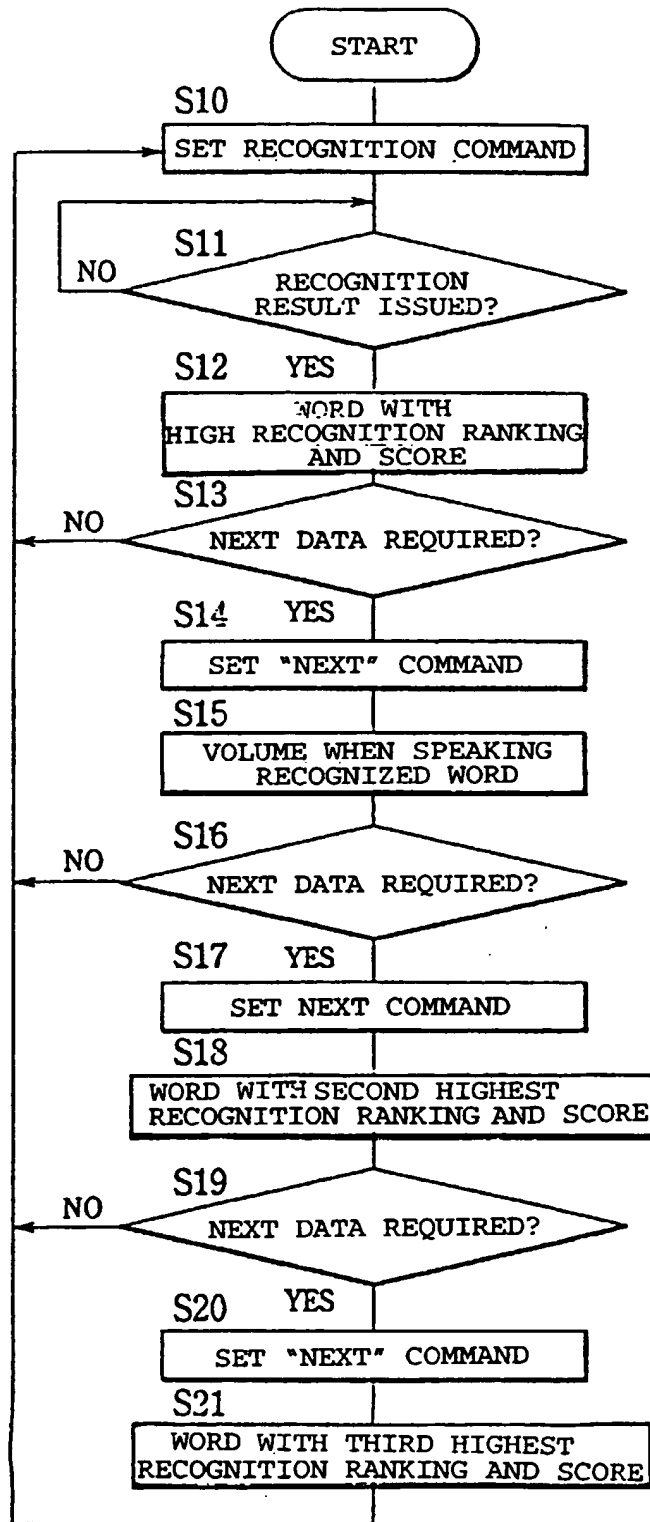 START
S10
SET RECOGNITION COMMAND
S11
NO
RECOGNITION
RESULT ISSUED?
S12 YES
WORD WITH
HIGH RECOGNITION RANKING
AND SCORE
S13
NO
NEXT DATA REQUIRED?
S14 YES
SET "NEXT" COMMAND
S15
VOLUME WHEN SPEAKING
RECOGNIZED WORD
S16
NO
NEXT DATA REQUIRED?
S17 YES
SET NEXT COMMAND
S18
WORD WITH SECOND HIGHEST
RECOGNITION RANKING AND SCORE
S19
NO
NEXT DATA REQUIRED?
S20 YES
SET "NEXT" COMMAND
S21
WORD WITH THIRD HIGHEST
RECOGNITION RANKING AND SCORE